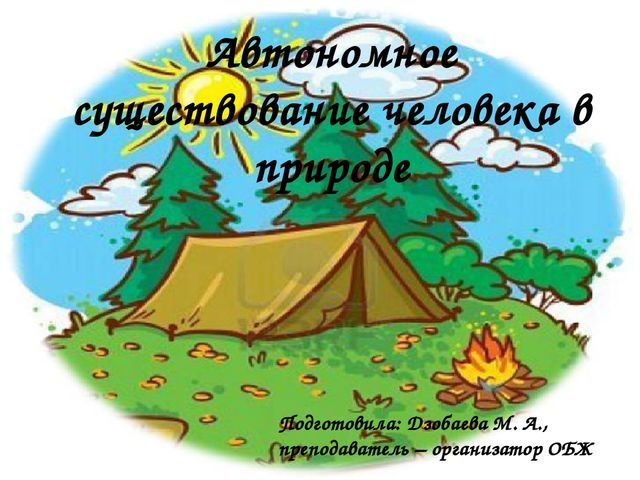 Автономное
существование человека в
природе
Подготовила: Дзобаева М. А.,
преподаватель – организатор ОБЖ